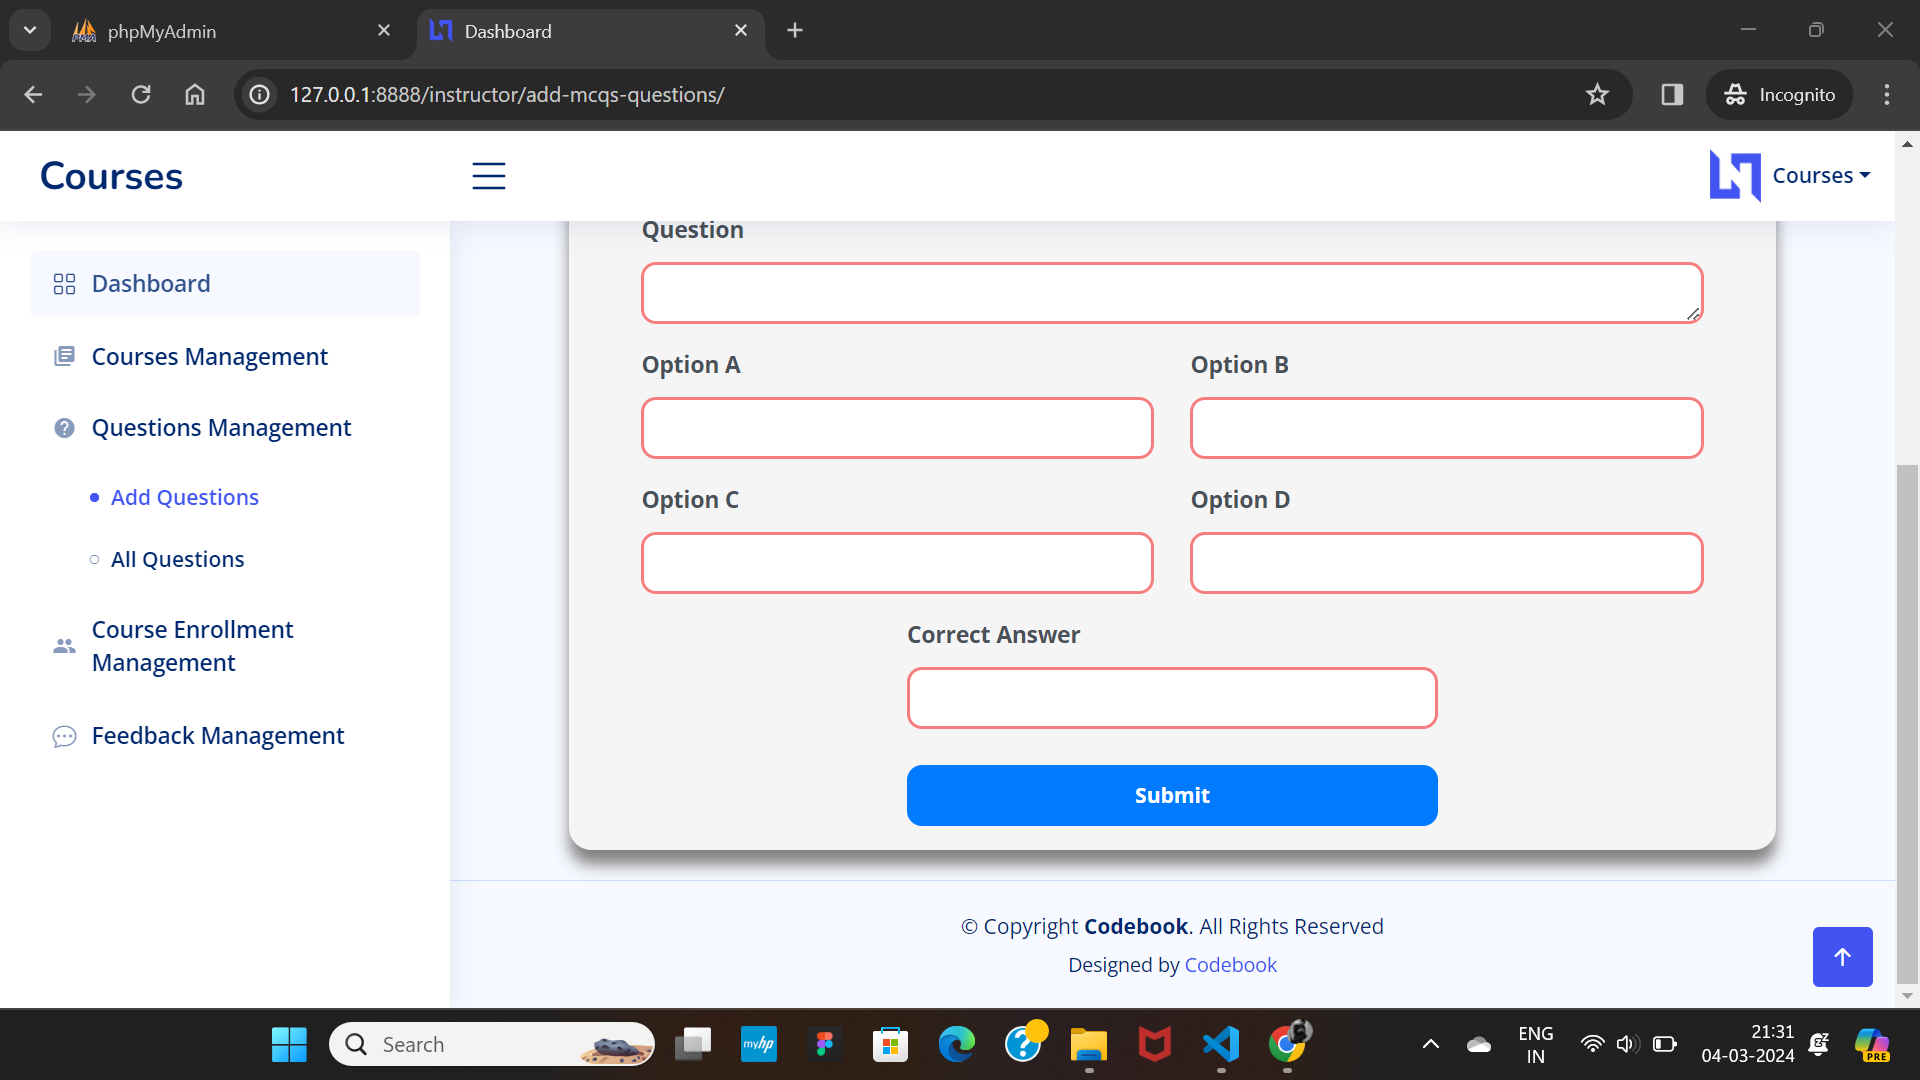 phpMyAdmin
Dashboard
127.0.0.1:8888/instructor/add-mcqs-questions/
Incognito
Courses
Courses
Dashboard
Courses Management
Questions Management
Add Questions
All Questions
Course Enrollment
Management
Feedback Management
Question
Option A
Option B
Option C
Option D
Correct Answer
Submit
© Copyright Codebook. All Rights Reserved
Designed by Codebook
Search
myhp
ENG
IN
21:31
04-03-2024
PRE